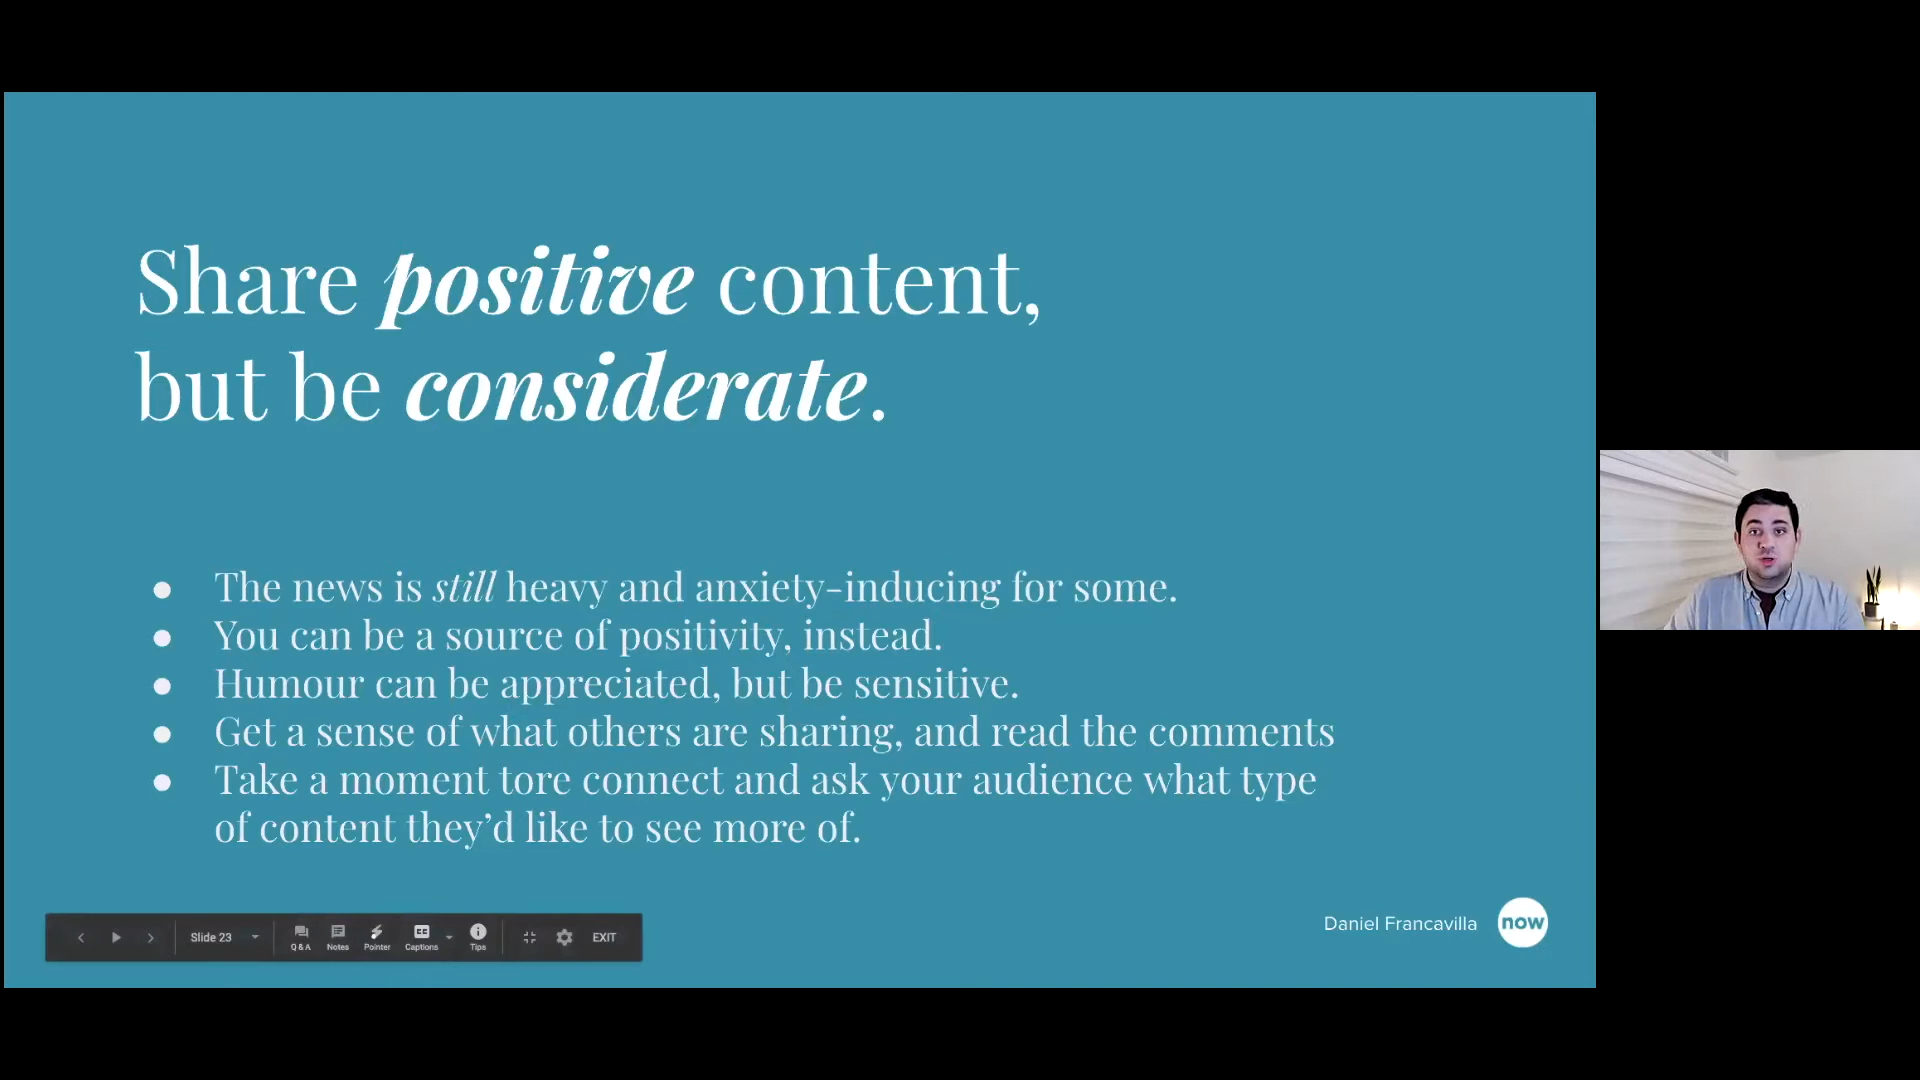 Share positive content,
but be considerate.
● The news is still heavy and anxiety-inducing for some.
● You can be a source of positivity, instead.
● Humour can be appreciated, but be sensitive.
● Get a sense of what others are sharing, and read the comments
● Take a moment tore connect and ask your audience what type
of content they’d like to see more of.
Daniel Francavilla now
Slide 23 Q & A Notes Pointer Captions Tips EXIT